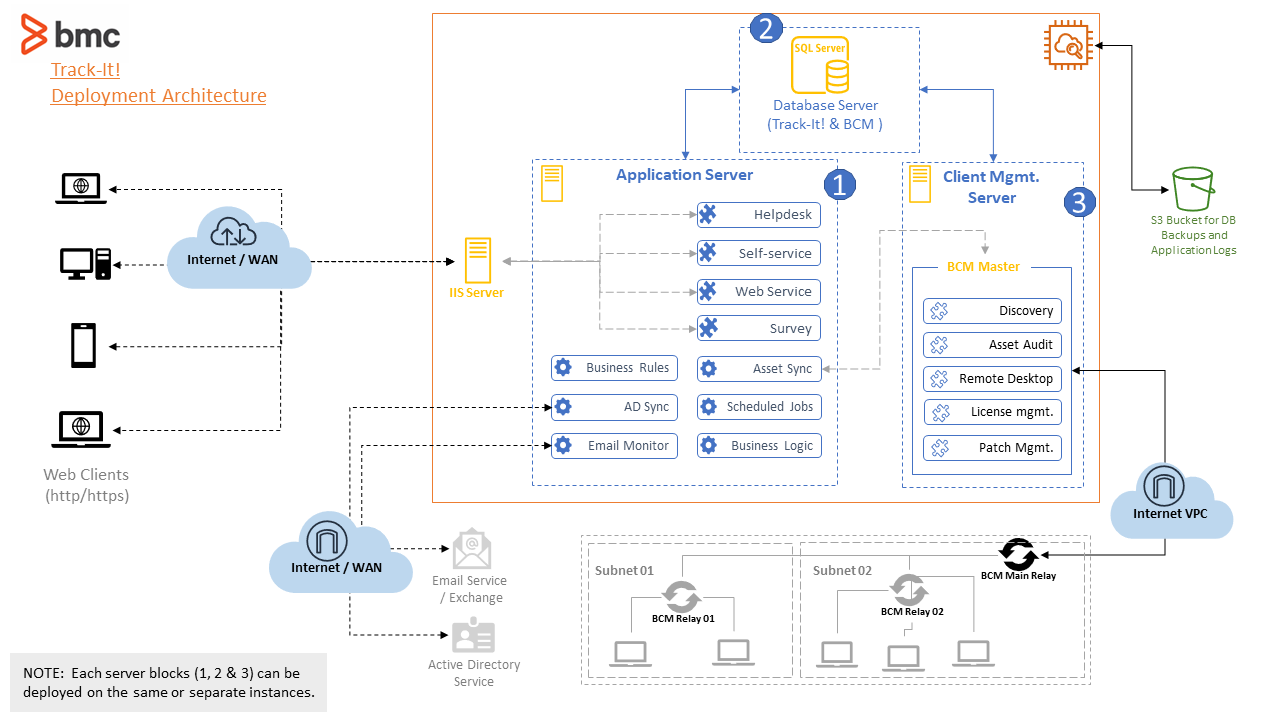 bmc
Track-It!
Deployment Architecture
2
SQL Server
Database Server
(Track-It! & BCM )
Application Server
1
Client Mgmt.
Server
3
S3 Bucket for DB
Backups and
Application Logs
Helpdesk
Self-service
Web Service
Survey
Business Rules
Asset Sync
AD Sync
Scheduled Jobs
Email Monitor
Business Logic
BCM Master
Discovery
Asset Audit
Remote Desktop
License mgmt.
Patch Mgmt.
Internet / WAN
IIS Server
Web Clients
(http/https)
Internet / WAN
Internet VPC
Email Service
/ Exchange
Active Directory
Service
Subnet 01
BCM Relay 01
Subnet 02
BCM Relay 02
BCM Main Relay
NOTE: Each server blocks (1, 2 & 3) can be
deployed on the same or separate instances.